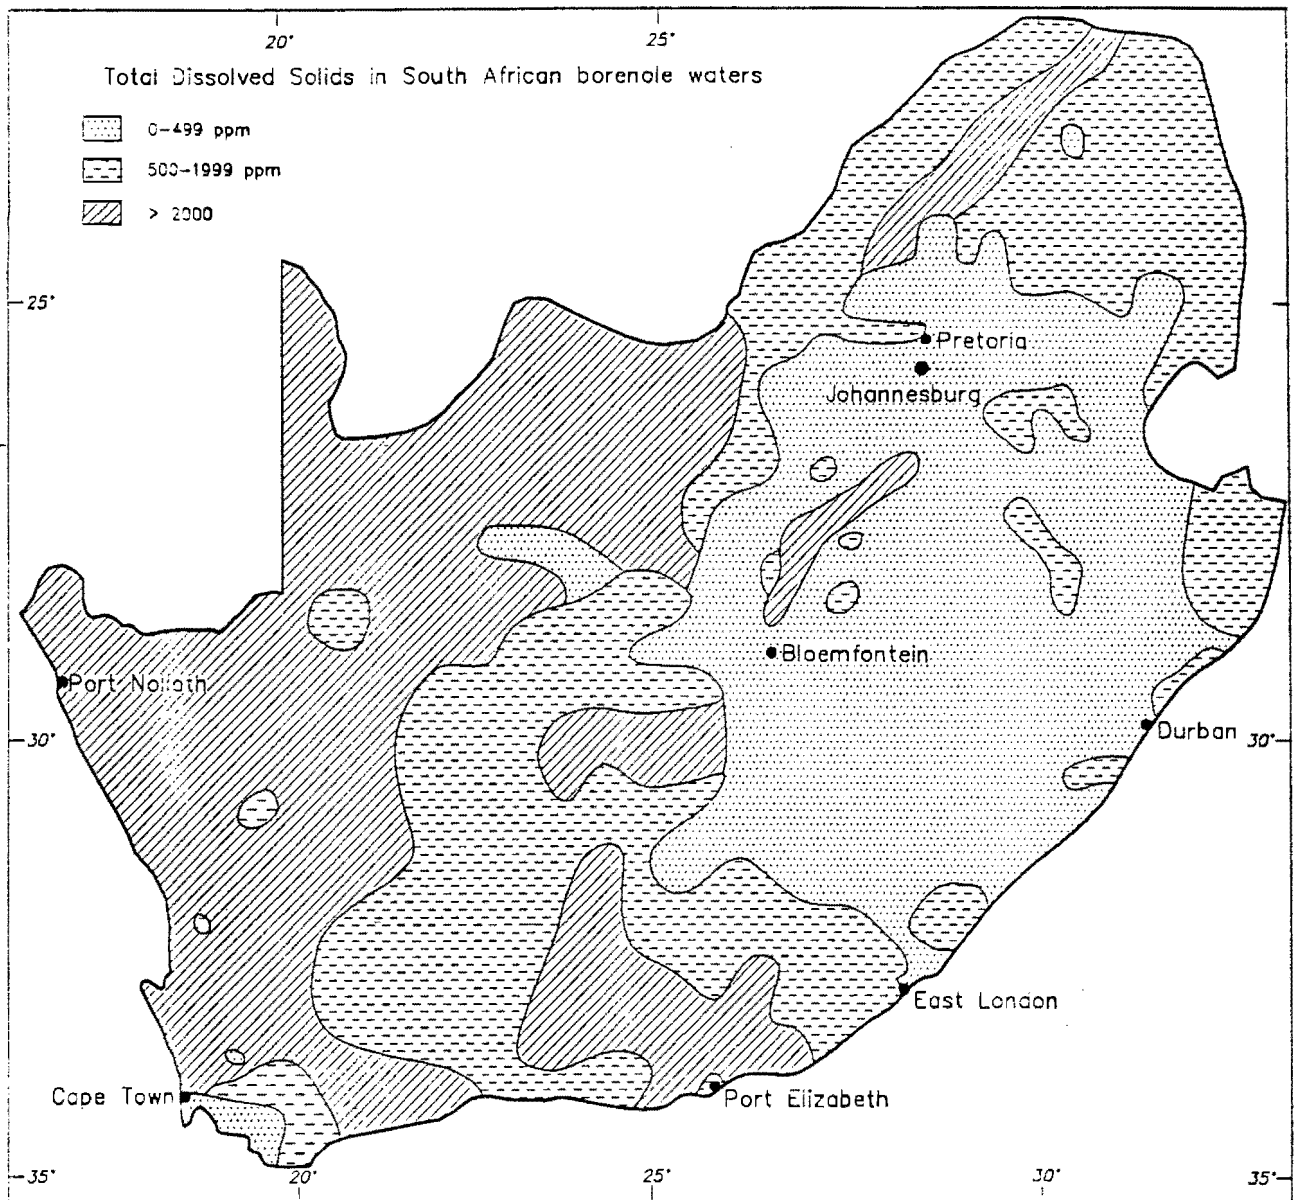 20°
25°
Total Dissolved Solids in South African borehole waters
0-499 ppm
500-1999 ppm
> 2000
25°
Pretoria
Johannesburg
Bloemfontein
Port Nolloth
30°
Durban
30°
East London
Cape Town
Port Elizabeth
35°
20°
25°
30°
35°